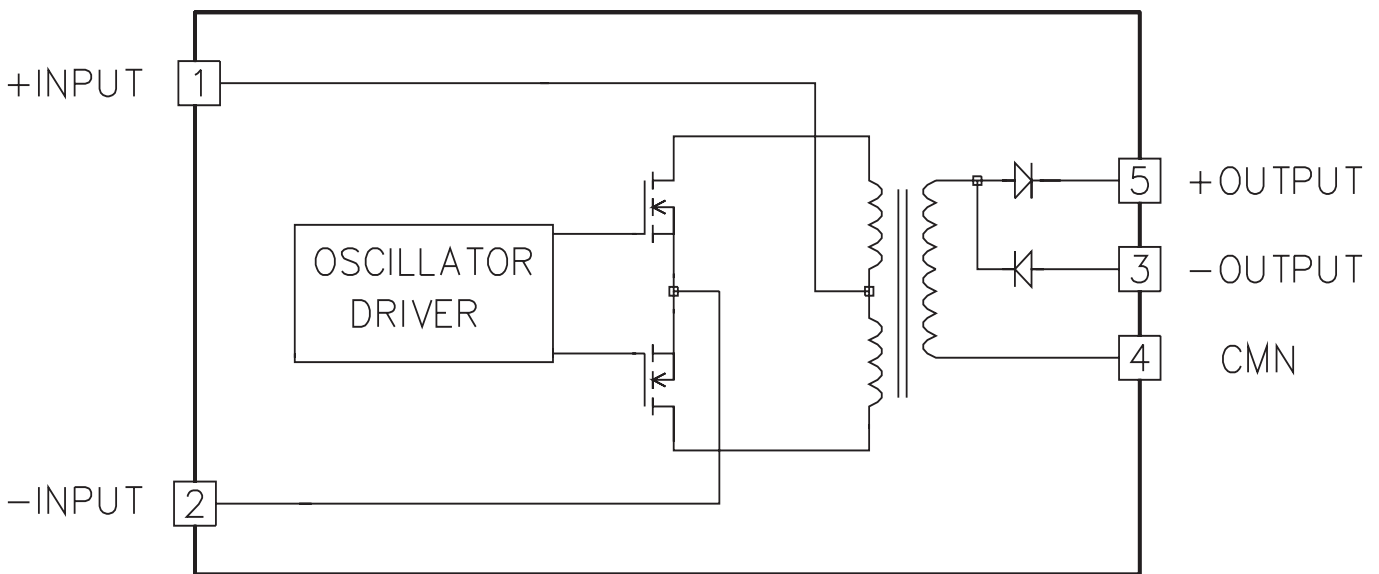 +INPUT 1
5 +OUTPUT
OSCILLATOR
DRIVER
3 −OUTPUT
4 CMN
−INPUT 2